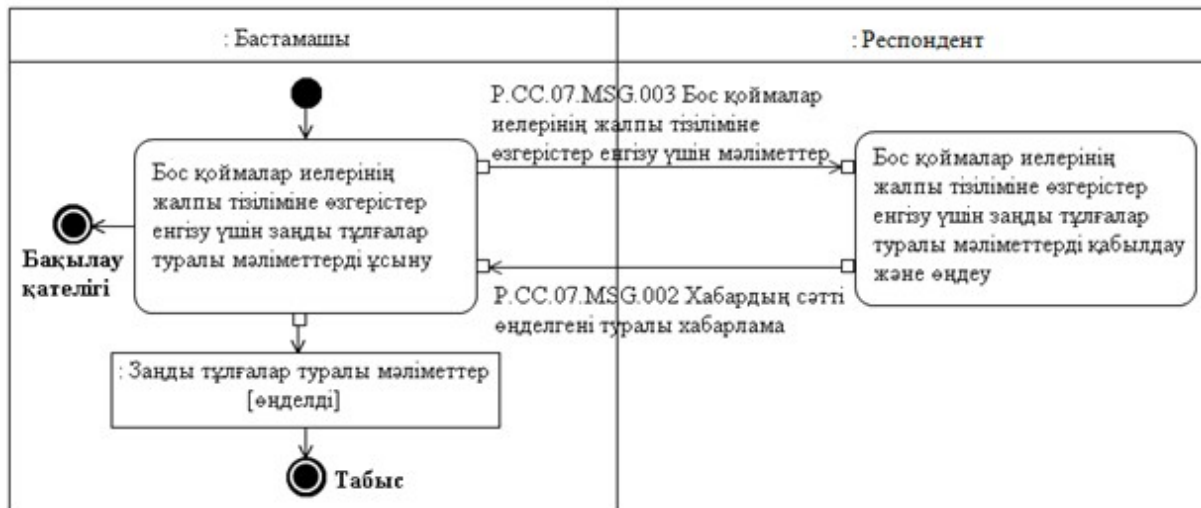 : Бастамашы
: Респондент
P.CC.07.MSG.003 Бос қоймалар
иелерінің жалпы тізіліміне
өзгерістер енгізу үшін мәліметтер
Бос қоймалар иелерінің
жалпы тізіліміне өзгерістер
енгізу үшін заңды тұлғалар
туралы мәліметтерді ұсыну
Бос қоймалар иелерінің
жалпы тізіліміне өзгерістер
енгізу үшін заңды тұлғалар
туралы мәліметтерді қабылдау
және өңдеу
Бақылау
қателігі
P.CC.07.MSG.002 Хабардың сәтті
өңделгені туралы хабарлама
: Заңды тұлғалар туралы мәліметтер
[өңделді]
Табыс